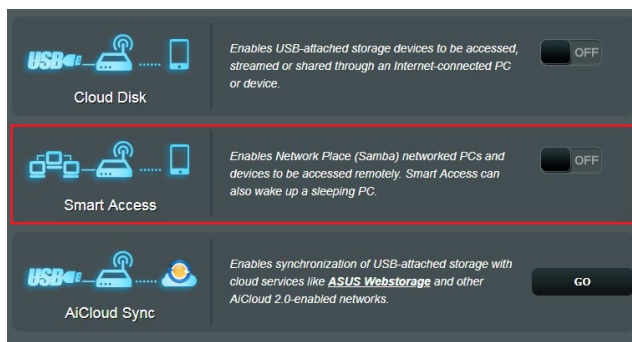 USB
Cloud Disk
Enables USB-attached storage devices to be accessed,
streamed or shared through an Internet-connected PC
or device.
OFF
Smart Access
Enables Network Place (Samba) networked PCs and
devices to be accessed remotely. Smart Access can
also wake up a sleeping PC.
OFF
USB
AiCloud Sync
Enables synchronization of USB-attached storage with
cloud services like ASUS Webstorage and other
AiCloud 2.0-enabled networks.
GO